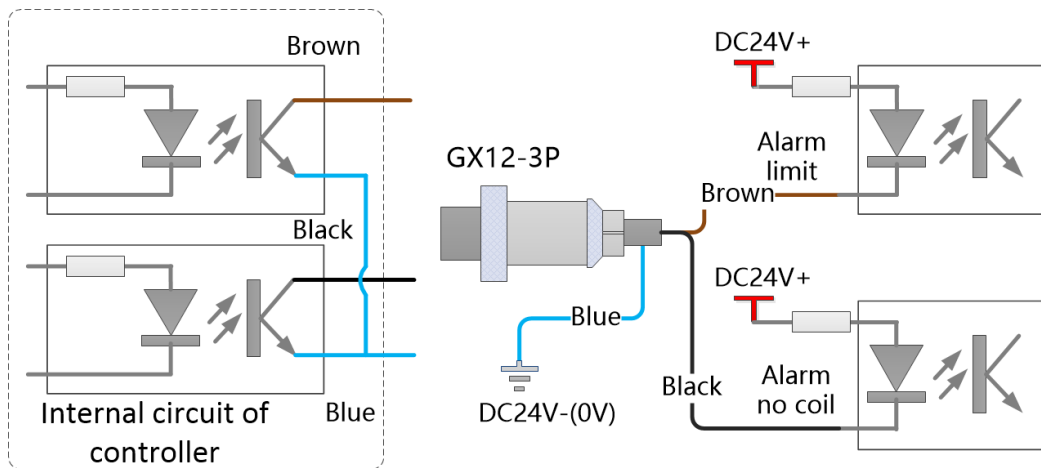 Brown
Black
Internal circuit of
controller
Blue
GX12-3P
Blue
DC24V-(0V)
DC24V+
Alarm
limit
Brown
DC24V+
Black
Alarm
no coil